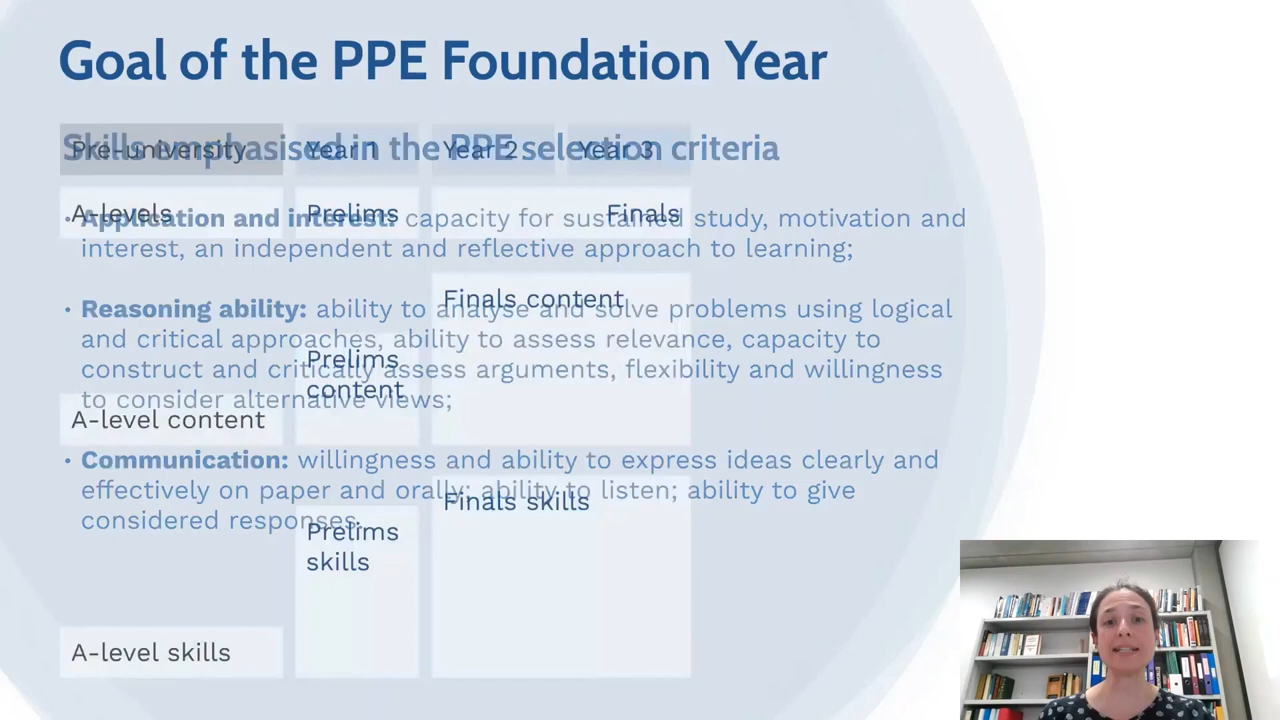 Goal of the PPE Foundation Year
Skills emphasised in the PPE selection criteria
• Application and interest: capacity for sustained study, motivation and
interest, an independent and reflective approach to learning;
• Reasoning ability: ability to analyse and solve problems using logical
and critical approaches, ability to assess relevance, capacity to
construct and critically assess arguments, flexibility and willingness
to consider alternative views;
• Communication: willingness and ability to express ideas clearly and
effectively on paper and orally; ability to listen; ability to give
considered responses.
Pre-university
Year 1
Year 2
Year 3
A-levels
Prelims
Finals
Finals content
Prelims
content
A-level content
Finals skills
Prelims
skills
A-level skills